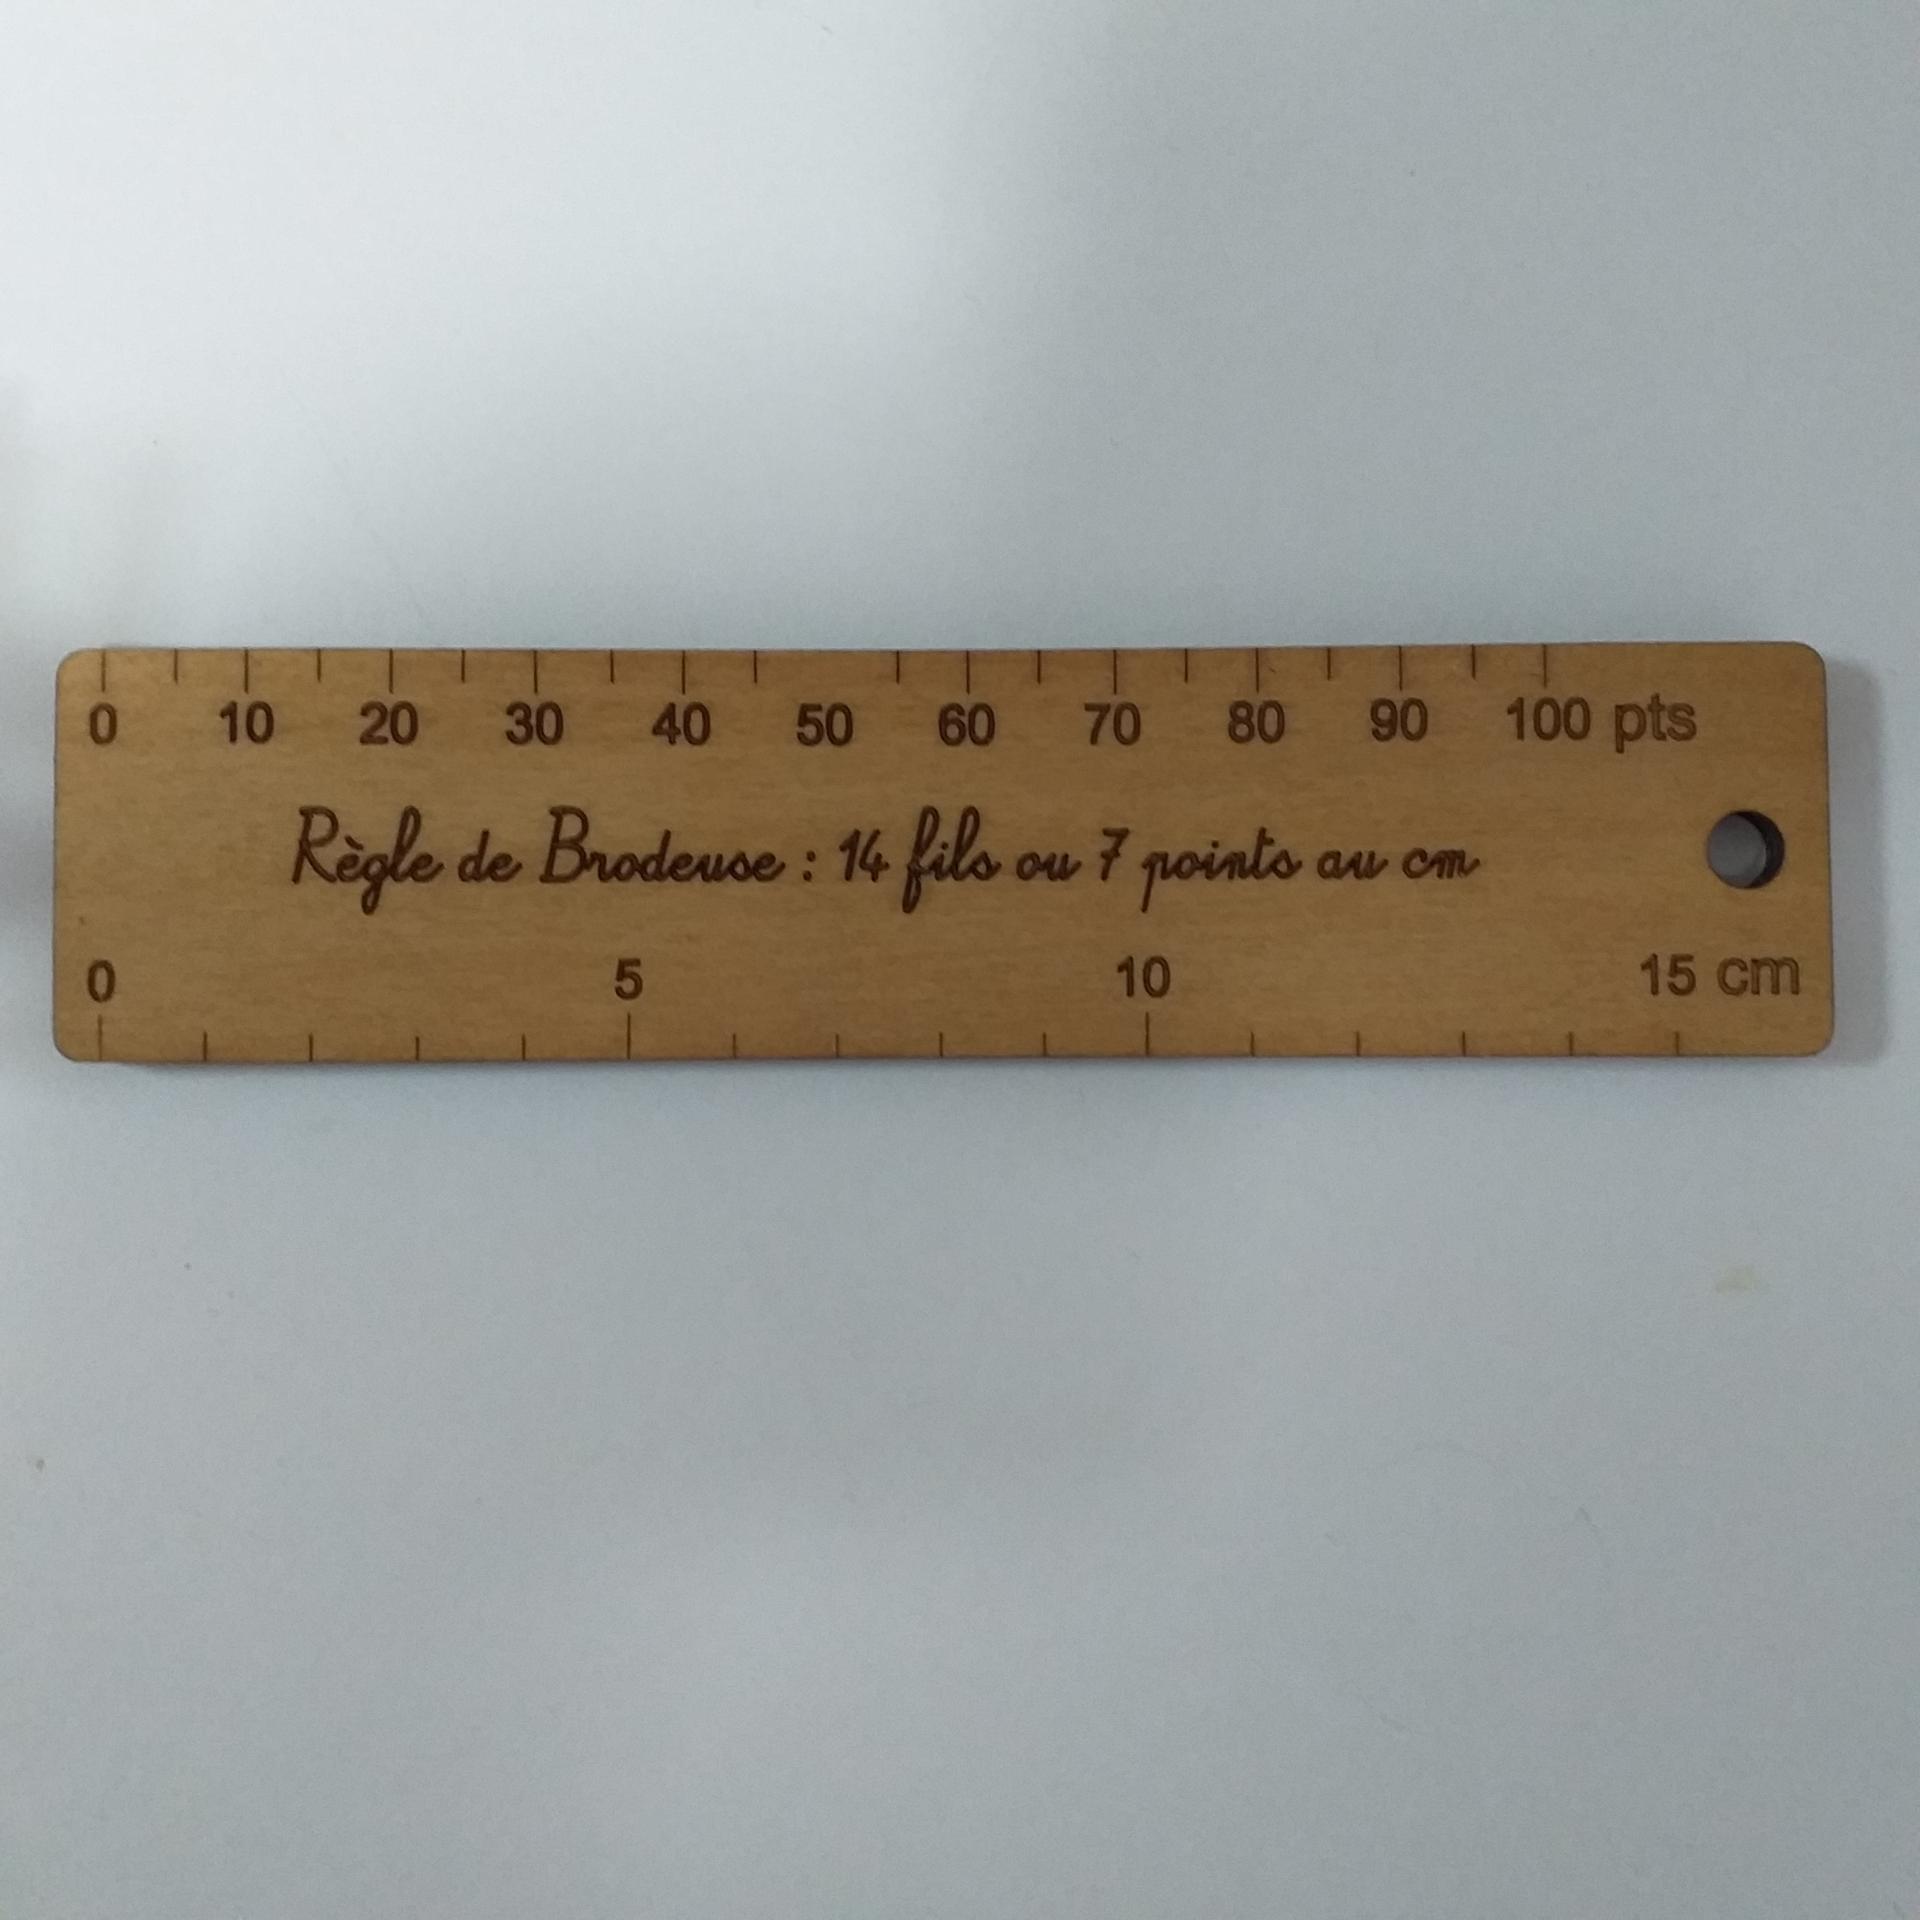 0 10 20 30 40 50 60 70 80 90 100 pts
Règle de Brodeuse : 14 fils ou 7 points au cm
0 5 10 15 cm